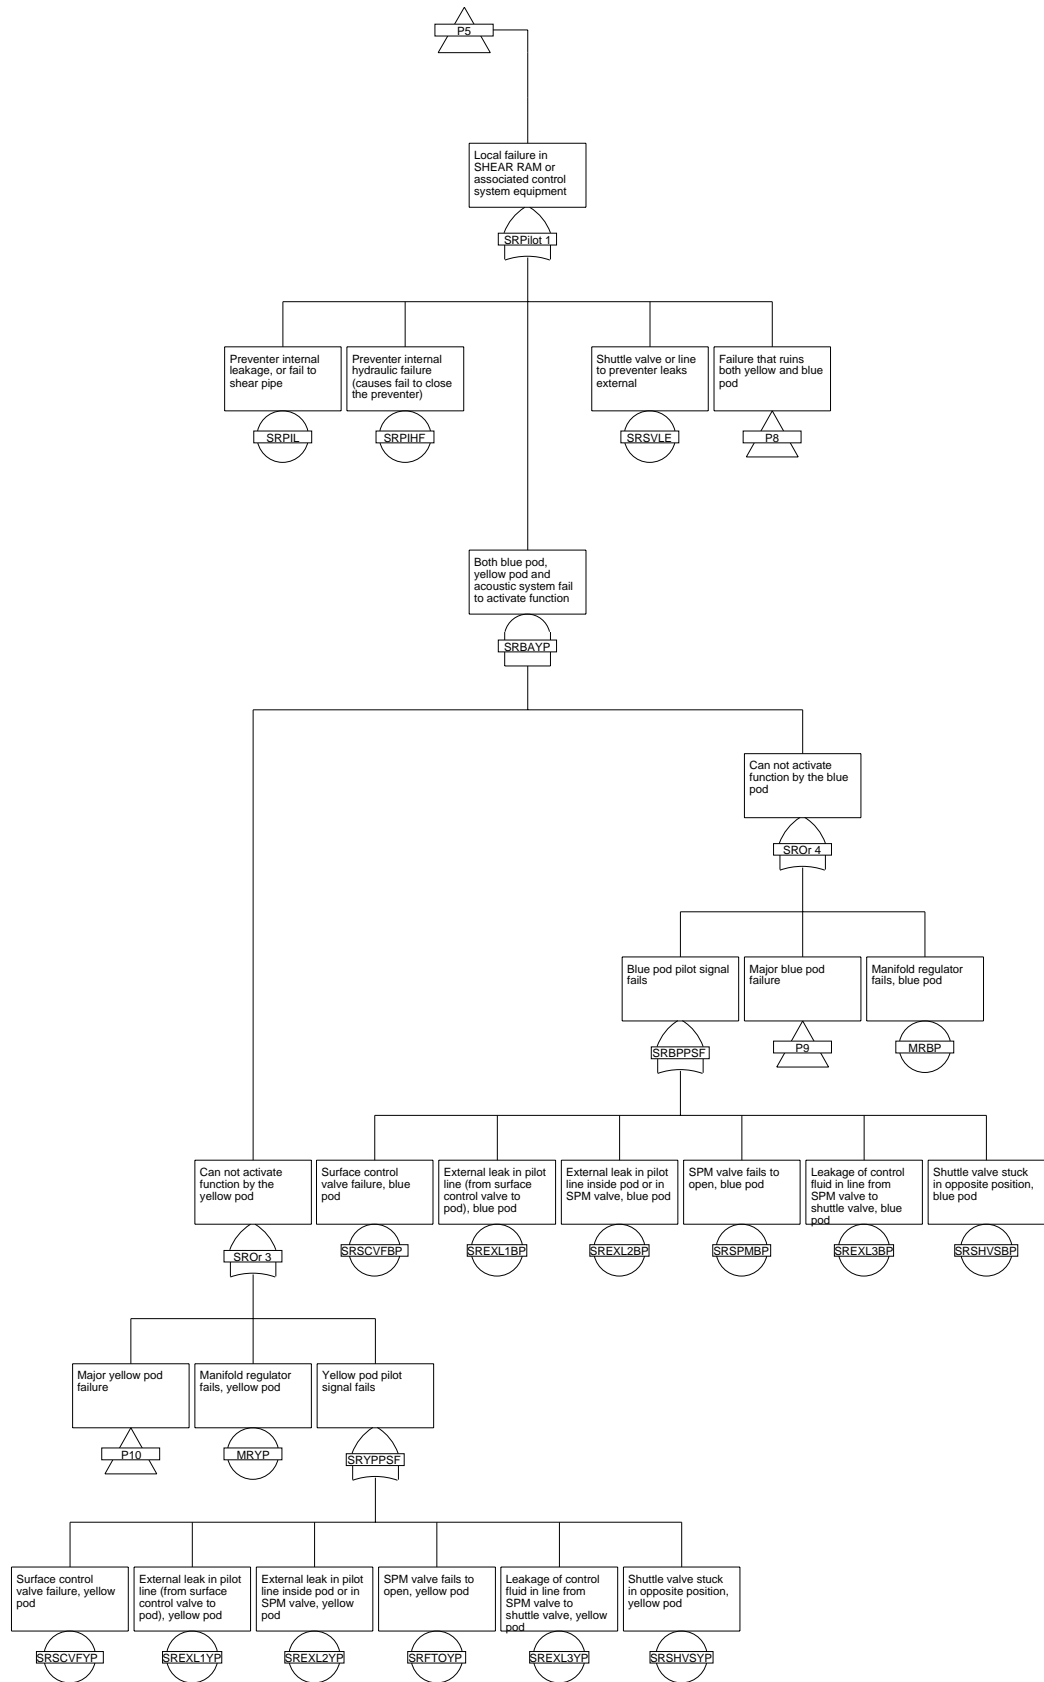 P5
Local failure in
SHEAR RAM or
associated control
system equipment
SRPilot 1
Preventer internal
leakage, or fail to
shear pipe
SRPIL
Preventer internal
hydraulic failure
(causes fail to close
the preventer)
SRPIHF
Shuttle valve or line
to preventer leaks
external
SRSVLE
Failure that ruins
both yellow and blue
pod
P8
Both blue pod,
yellow pod and
acoustic system fail
to activate function
SRBAYP
Can not activate
function by the blue
pod
SROr 4
Blue pod pilot signal
fails
SRBPPSF
Major blue pod
failure
P9
Manifold regulator
fails, blue pod
MRBP
Can not activate
function by the
yellow pod
SROr 3
Surface control
valve failure, blue
pod
SRSCVFBP
External leak in pilot
line (from surface
control valve to
pod), blue pod
SREXL1BP
External leak in pilot
line inside pod or in
SPM valve, blue pod
SREXL2BP
SPM valve fails to
open, blue pod
SRSPMBP
Leakage of control
fluid in line from
SPM valve to
shuttle valve, blue
pod
SREXL3BP
Shuttle valve stuck
in opposite position,
blue pod
SRSHVSBP
Major yellow pod
failure
P10
Manifold regulator
fails, yellow pod
MRYP
Yellow pod pilot
signal fails
SRYPPSF
Surface control
valve failure, yellow
pod
SRSCVFYP
External leak in pilot
line (from surface
control valve to
pod), yellow pod
SREXL1YP
External leak in pilot
line inside pod or in
SPM valve, yellow
pod
SREXL2YP
SPM valve fails to
open, yellow pod
SRFTOYP
Leakage of control
fluid in line from
SPM valve to
shuttle valve, yellow
pod
SREXL3YP
Shuttle valve stuck
in opposite position,
yellow pod
SRSHVSYP